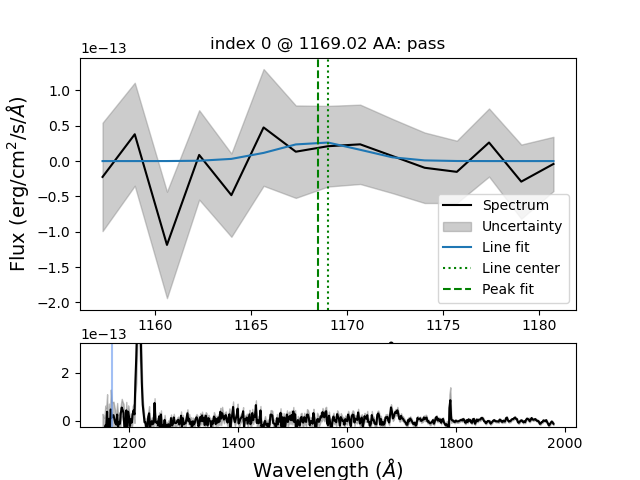 index 0 @ 1169.02 AA: pass
1e−13
Flux (erg/cm²/s/Å)
1.0
0.5
0.0
−0.5
−1.0
−1.5
−2.0
Spectrum
Uncertainty
Line fit
Line center
Peak fit
1160 1165 1170 1175 1180
1e−13
2
0
1200 1400 1600 1800 2000
Wavelength (Å)